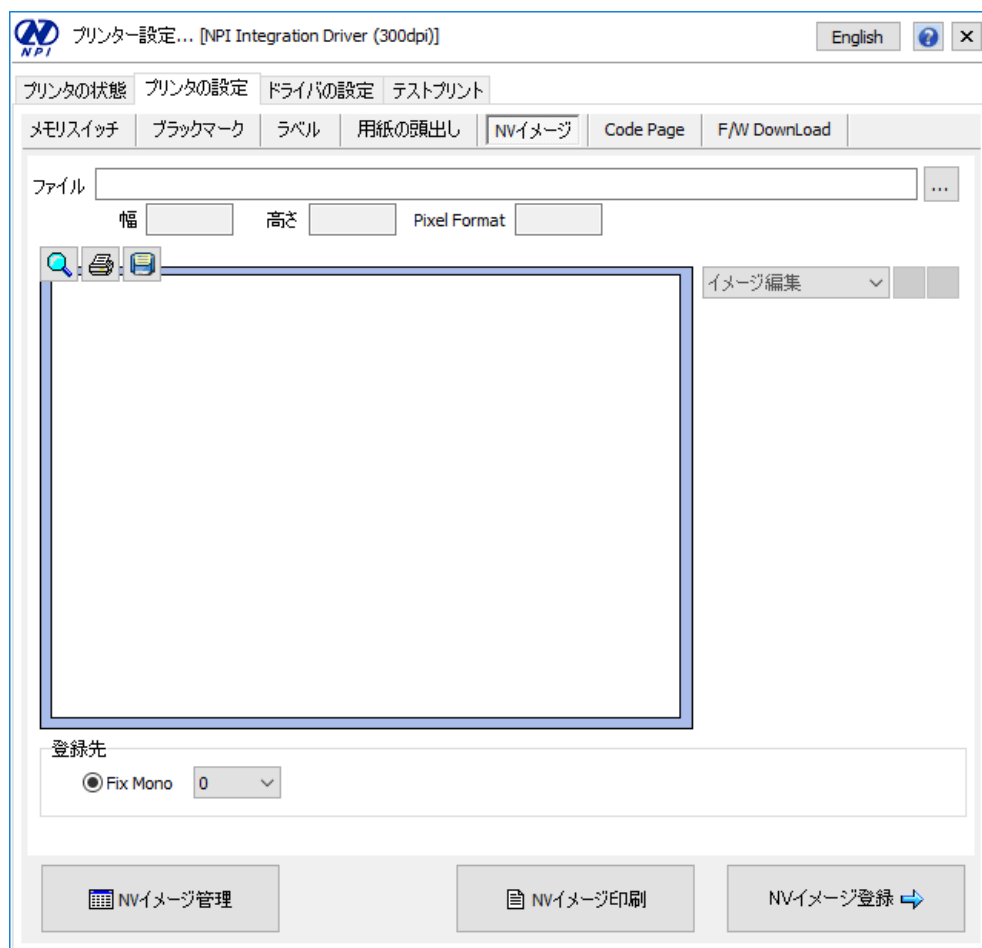 NPI プリンター設定... [NPI Integration Driver (300dpi)] English ? ×
プリンタの状態 プリンタの設定 ドライバの設定 テストプリント
メモリスイッチ ブラックマーク ラベル 用紙の頭出し NVイメージ Code Page F/W DownLoad
ファイル ...
幅 高さ Pixel Format
イメージ編集
登録先
Fix Mono 0
NVイメージ管理 NVイメージ印刷 NVイメージ登録